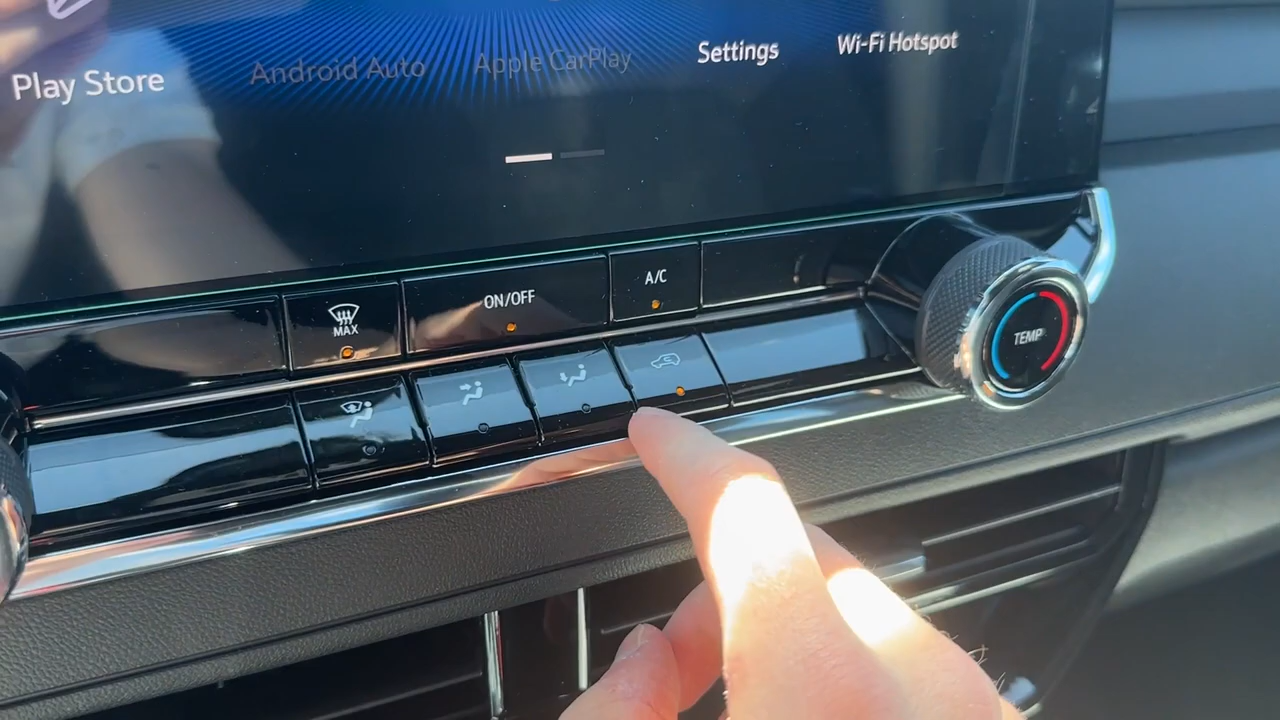 Play Store
Android Auto
Apple CarPlay
Settings
Wi-Fi Hotspot
MAX
ON/OFF
A/C
TEMP